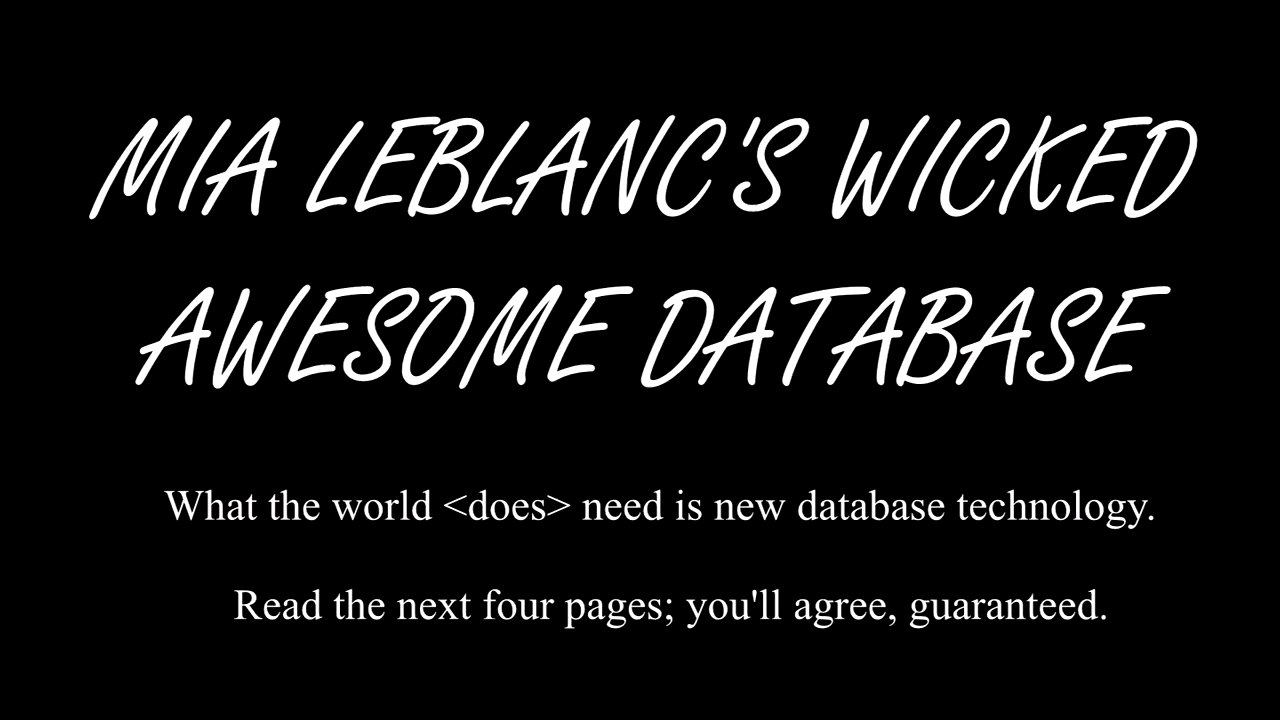 MIA LEBLANC'S WICKED
AWESOME DATABASE
What the world <does> need is new database technology.
Read the next four pages; you'll agree, guaranteed.